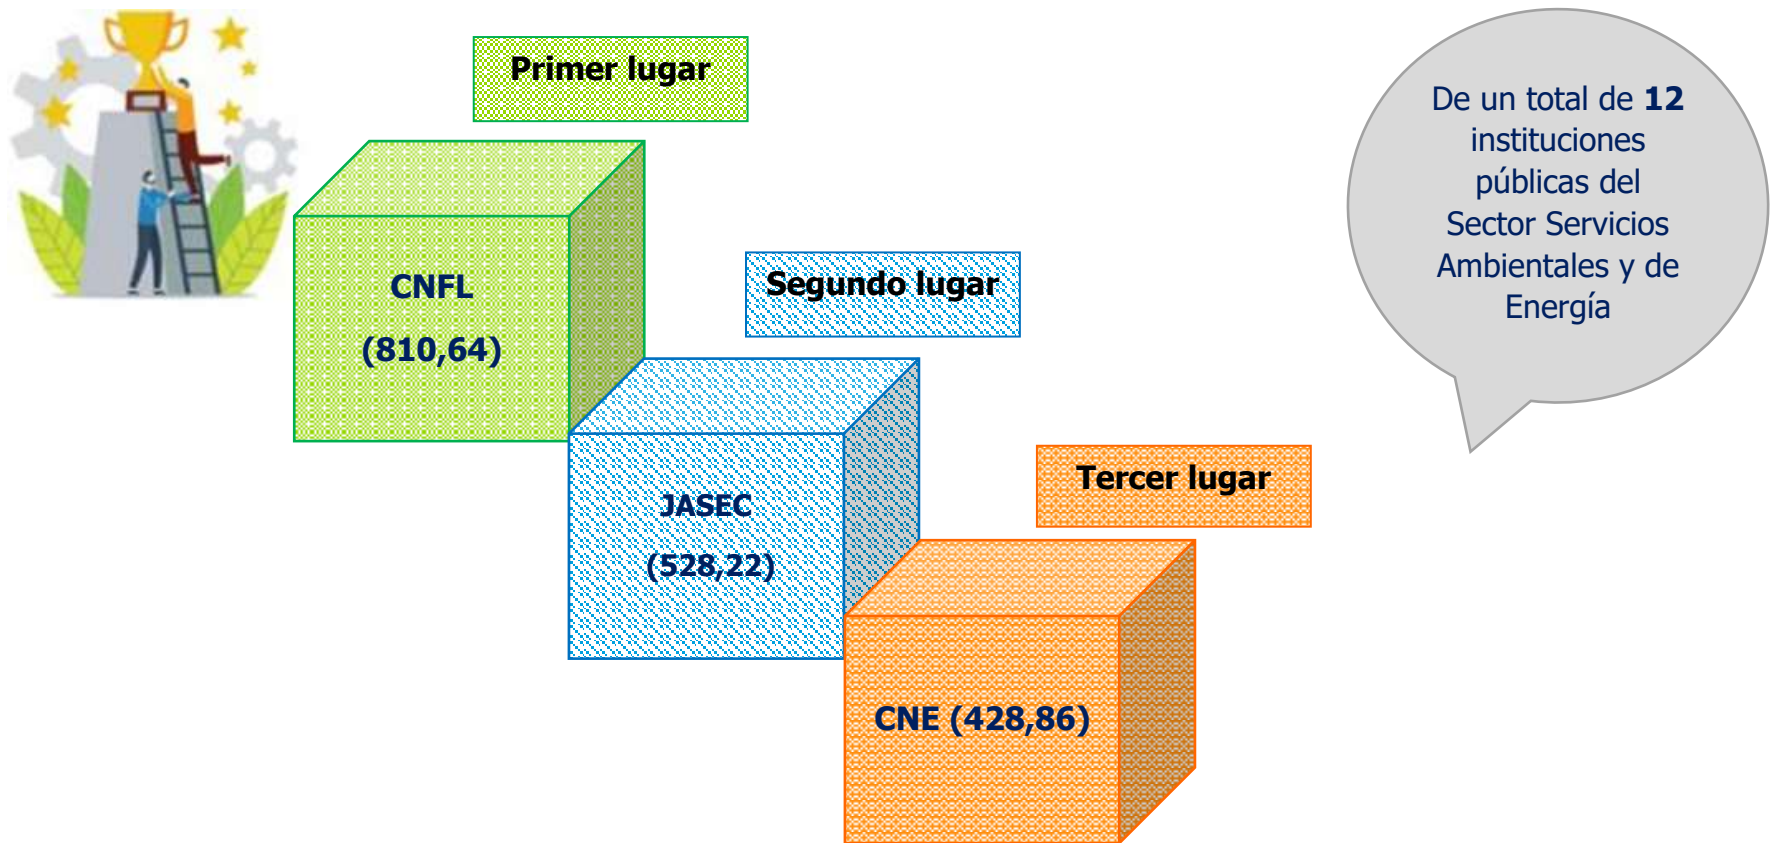 Primer lugar
CNFL
(810,64)
Segundo lugar
JASEC
(528,22)
Tercer lugar
CNE (428,86)
De un total de 12
instituciones
públicas del
Sector Servicios
Ambientales y de
Energía